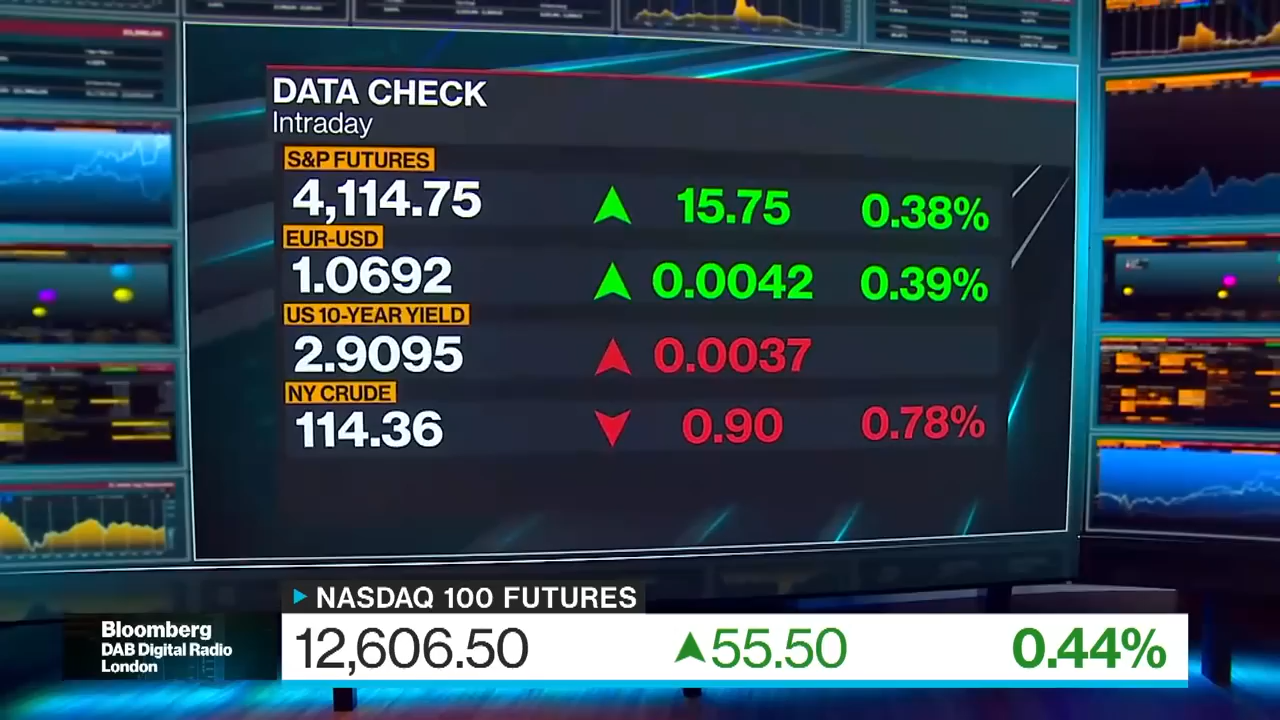 DATA CHECK
Intraday
S&P FUTURES
4,114.75 ▲ 15.75 0.38%
EUR-USD
1.0692 ▲ 0.0042 0.39%
US 10-YEAR YIELD
2.9095 ▲ 0.0037
NY CRUDE
114.36 ▼ 0.90 0.78%
NASDAQ 100 FUTURES
12,606.50 ▲ 55.50 0.44%
Bloomberg
DAB Digital Radio
London